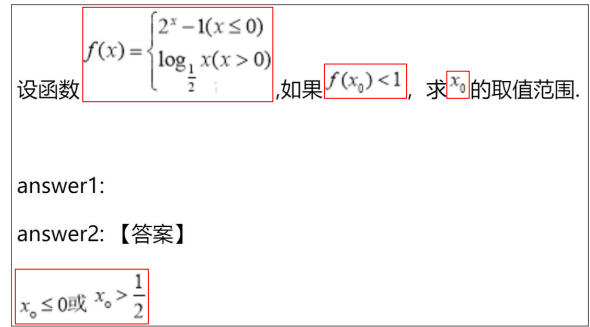 设函数 f(x) = { 2^x − 1(x ≤ 0) log_{1/2} x(x > 0) ,如果 f(x₀) < 1, 求 x₀ 的取值范围.
answer1:
answer2: 【答案】
x₀ ≤ 0或 x₀ > 1/2